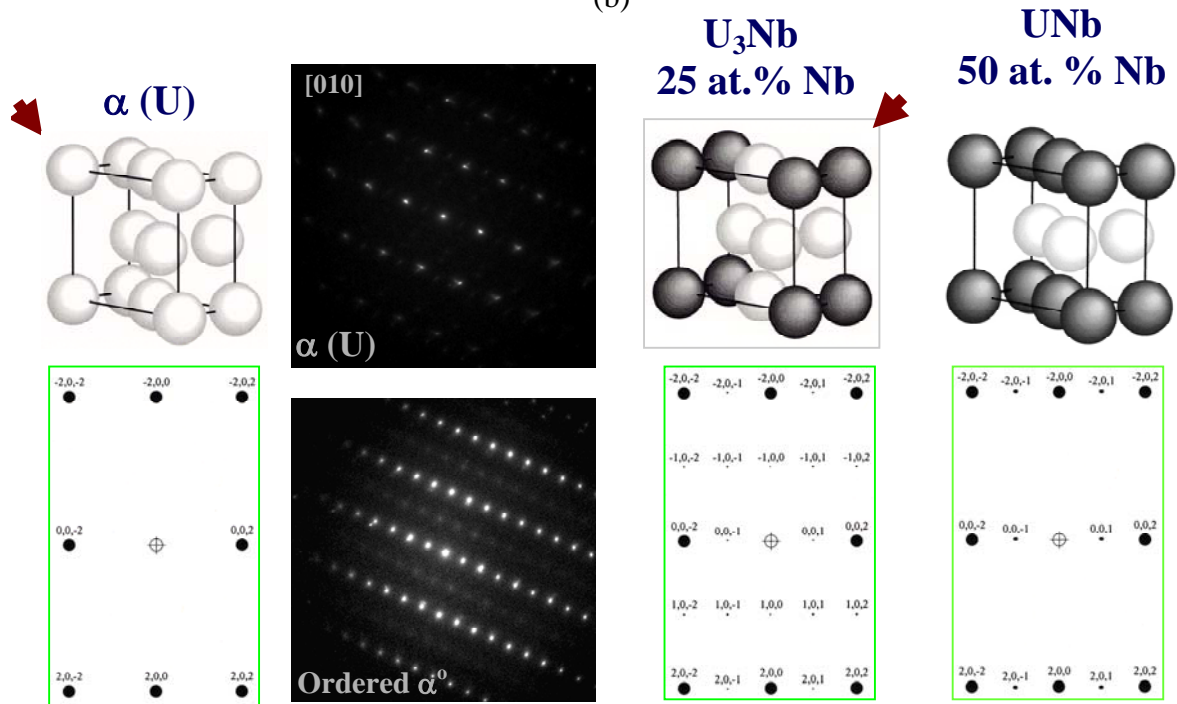 (b)
α (U)
[010]
α (U)
Ordered α°
U₃Nb
25 at.% Nb
UNb
50 at. % Nb
-2,0,-2 -2,0,0 -2,0,2
0,0,-2 0,0,2
2,0,-2 2,0,0 2,0,2
-2,0,-2 -2,0,-1 -2,0,0 -2,0,1 -2,0,2
-1,0,-2 -1,0,-1 -1,0,0 -1,0,1 -1,0,2
0,0,-2 0,0,-1 0,0,1 0,0,2
1,0,-2 1,0,-1 1,0,0 1,0,1 1,0,2
2,0,-2 2,0,-1 2,0,0 2,0,1 2,0,2
-2,0,-2 -2,0,-1 -2,0,0 -2,0,1 -2,0,2
0,0,-2 0.0.-1 0.0.1 0,0,2
2,0,-2 2,0,-1 2,0,0 2,0,1 2,0,2